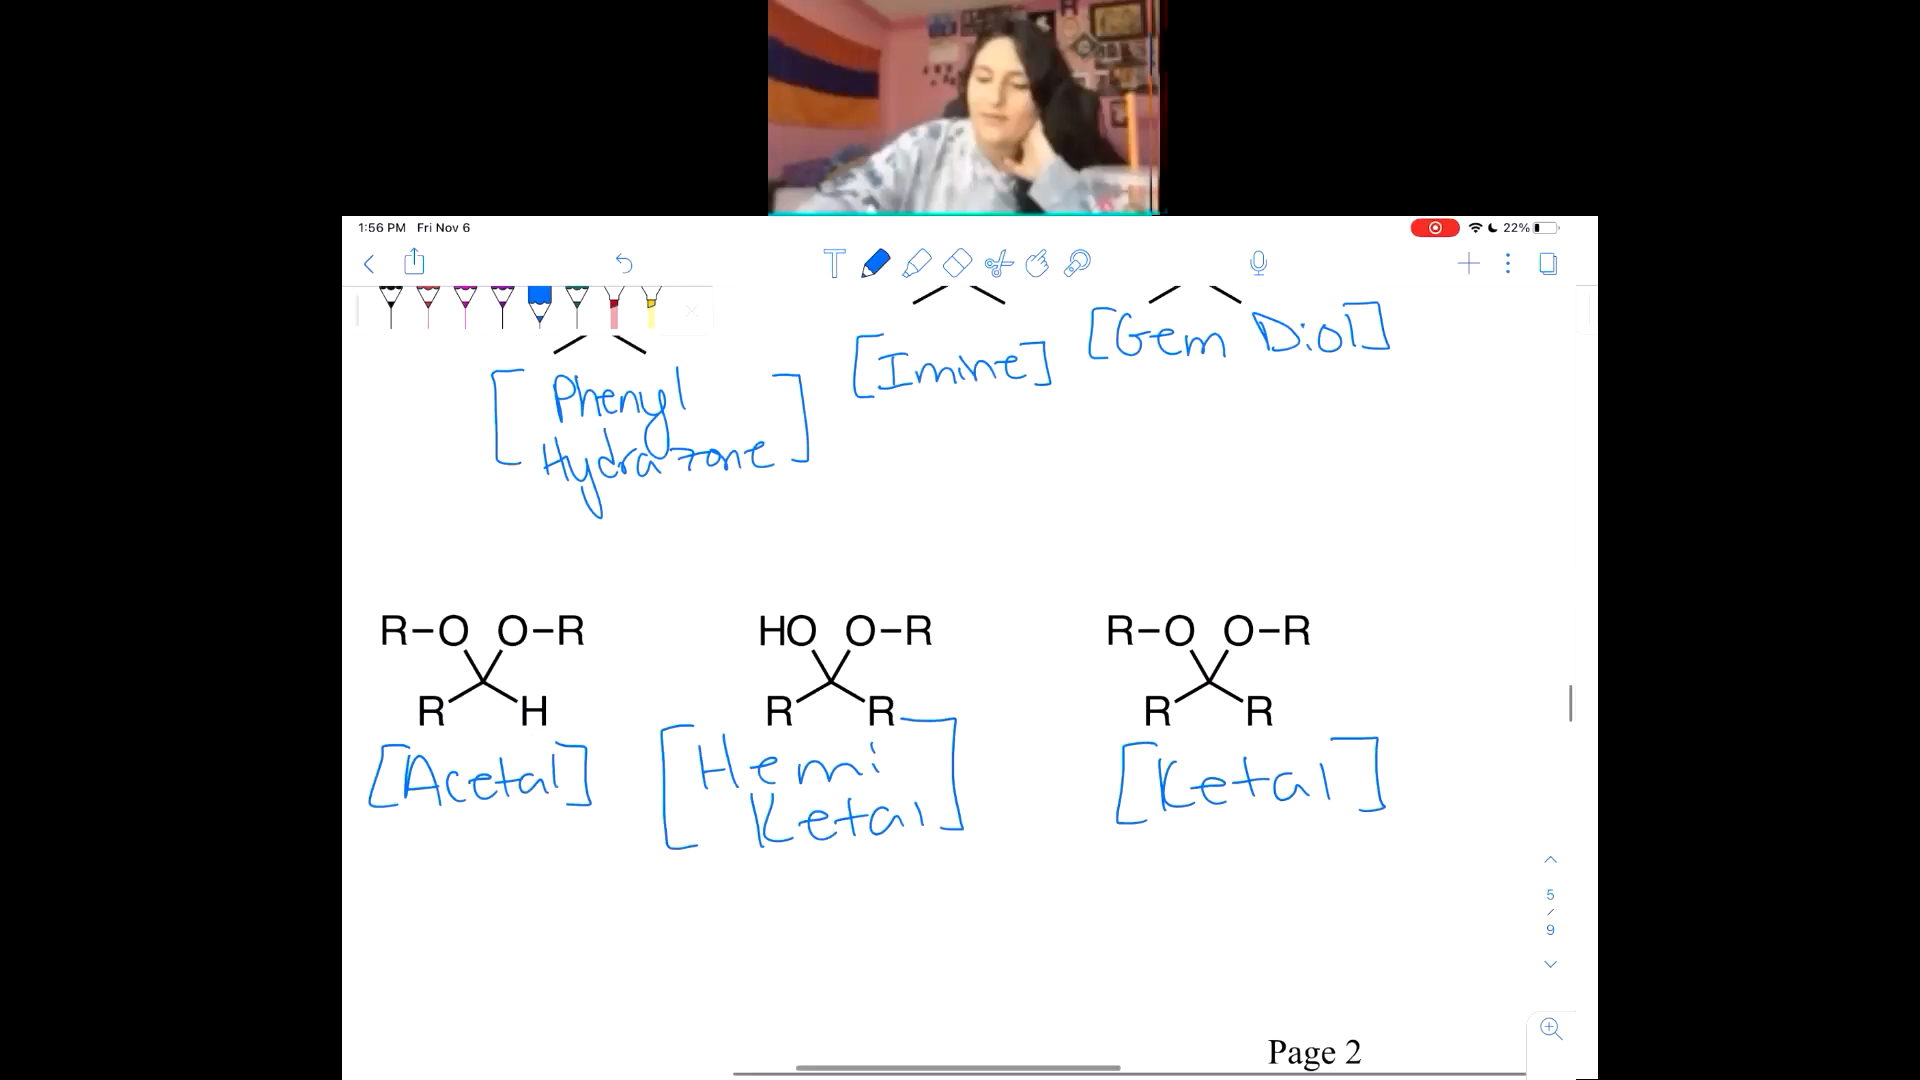 1:56 PM Fri Nov 6
22%
T
[Imine] [Gem Diol]
[Phenyl
Hydrazone]
R-O O-R
R H
[Acetal]
HO O-R
R R
[Hemi
Ketal]
R-O O-R
R R
[Ketal]
5
/
9
Page 2